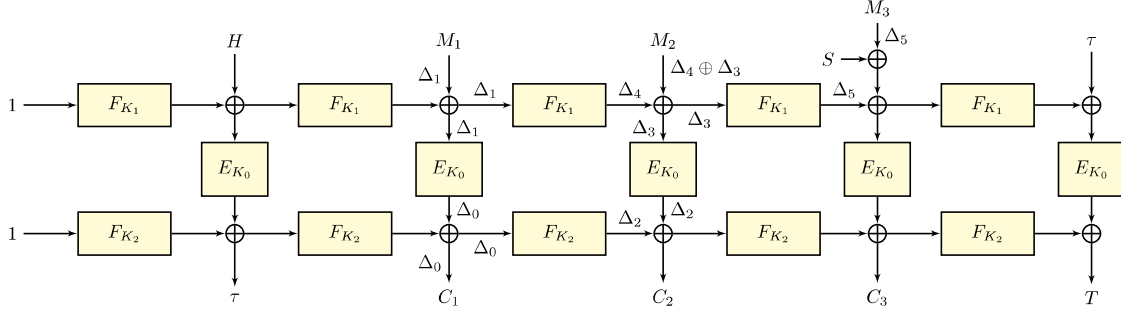 M_3
H M_1 M_2 S Δ_5 τ
Δ_1 Δ_4 ⊕ Δ_3
1 F_{K_1} F_{K_1} Δ_1 F_{K_1} Δ_4 Δ_3 F_{K_1} Δ_5 F_{K_1}
Δ_1 Δ_3
E_{K_0} E_{K_0} E_{K_0} E_{K_0} E_{K_0}
Δ_0 Δ_2
1 F_{K_2} F_{K_2} Δ_0 F_{K_2} Δ_2 F_{K_2} F_{K_2}
Δ_0
τ C_1 C_2 C_3 T